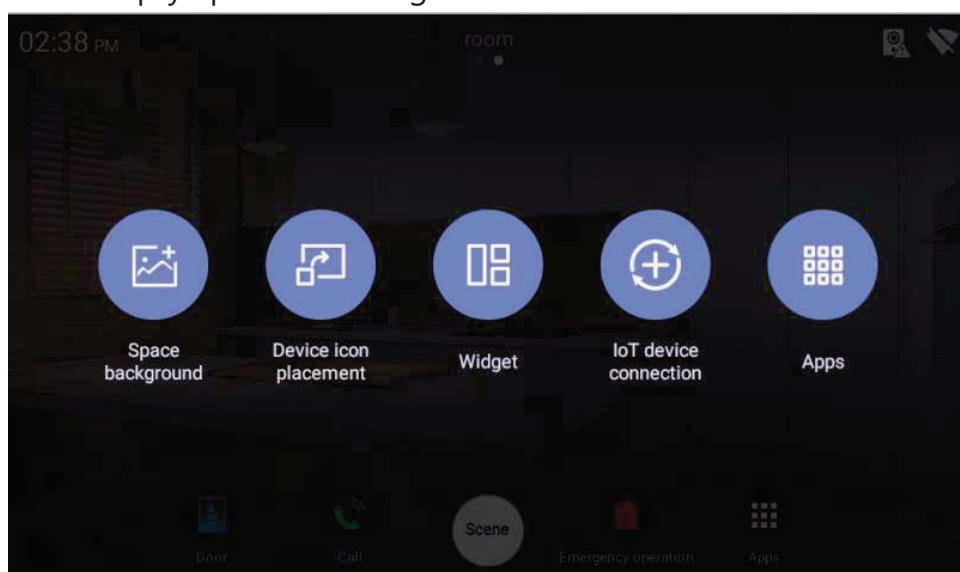 02:38 PM
room
Space
background
Device icon
placement
Widget
IoT device
connection
Apps
Door
Call
Scene
Emergency operation
Apps